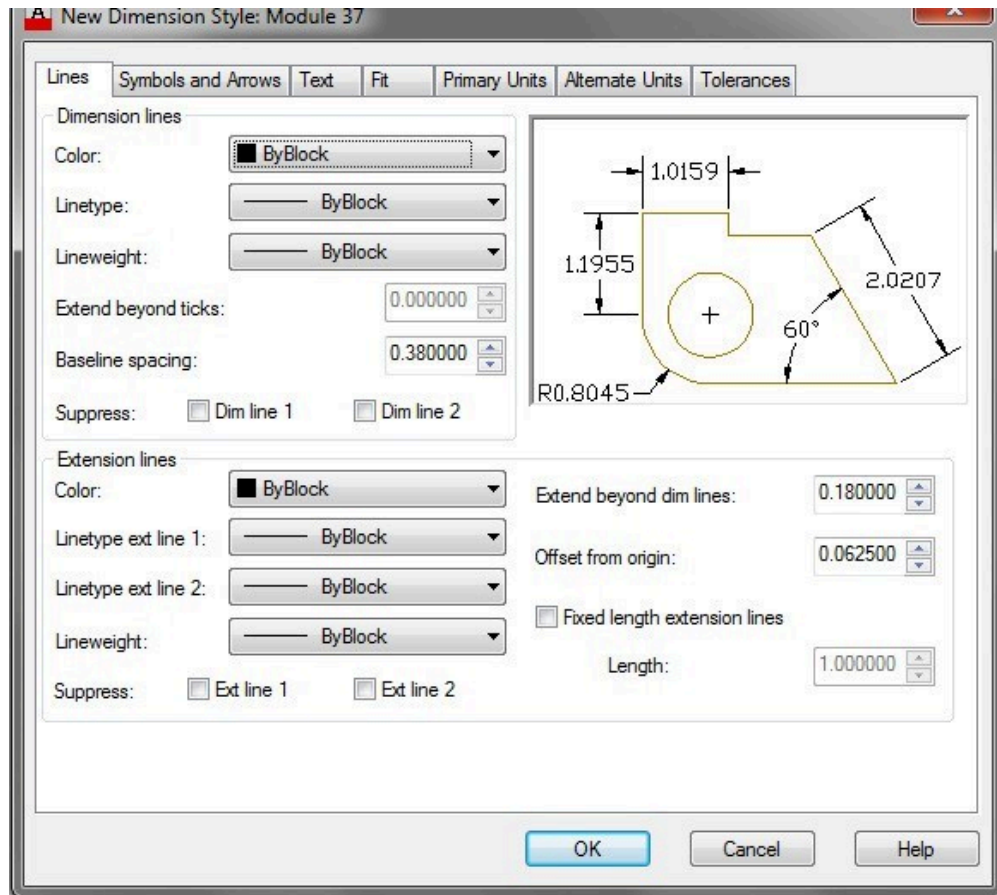 New Dimension Style: Module 37
Lines Symbols and Arrows Text Fit Primary Units Alternate Units Tolerances
Dimension lines
Color: ByBlock
Linetype: ByBlock
Lineweight: ByBlock
Extend beyond ticks: 0.000000
Baseline spacing: 0.380000
Suppress: Dim line 1 Dim line 2
1.0159
1.1955
2.0207
60°
R0.8045
Extension lines
Color: ByBlock
Linetype ext line 1: ByBlock
Linetype ext line 2: ByBlock
Lineweight: ByBlock
Suppress: Ext line 1 Ext line 2
Extend beyond dim lines: 0.180000
Offset from origin: 0.062500
Fixed length extension lines
Length: 1.000000
OK Cancel Help